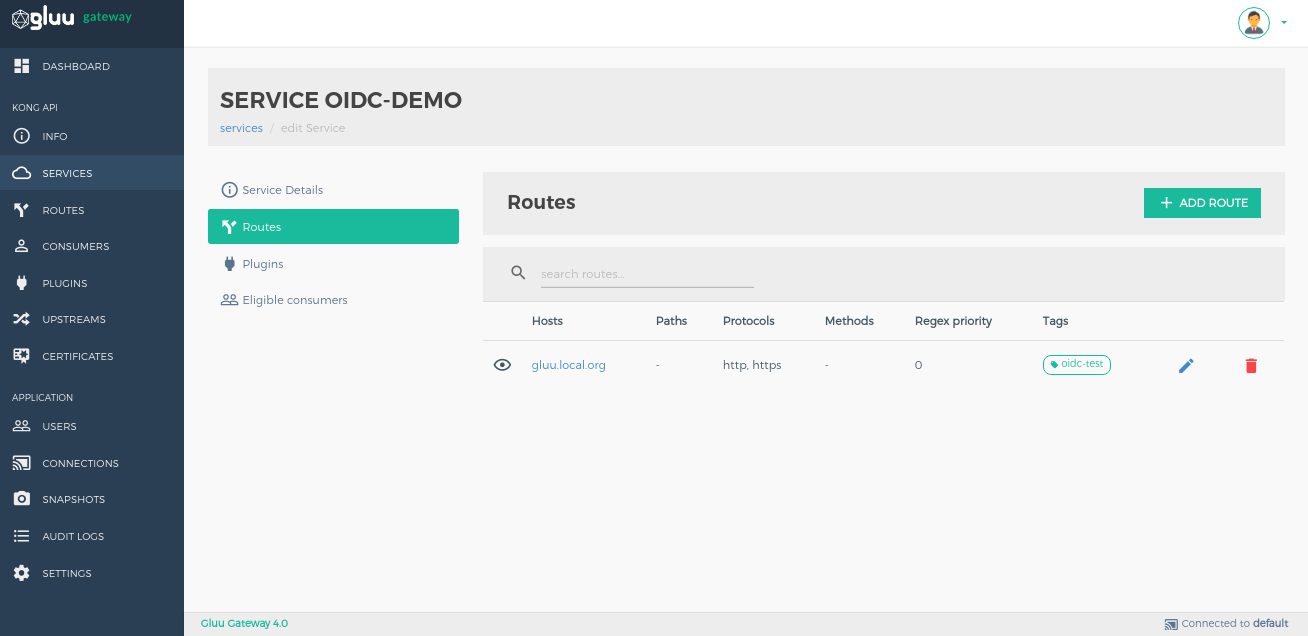 gluu gateway
DASHBOARD
KONG API
INFO
SERVICES
ROUTES
CONSUMERS
PLUGINS
UPSTREAMS
CERTIFICATES
APPLICATION
USERS
CONNECTIONS
SNAPSHOTS
AUDIT LOGS
SETTINGS
SERVICE OIDC-DEMO
services / edit Service
Service Details
Routes
Plugins
Eligible consumers
Routes
ADD ROUTE
search routes...
Hosts Paths Protocols Methods Regex priority Tags
gluu.local.org - http, https - 0 oidc-test
Gluu Gateway 4.0
Connected to default